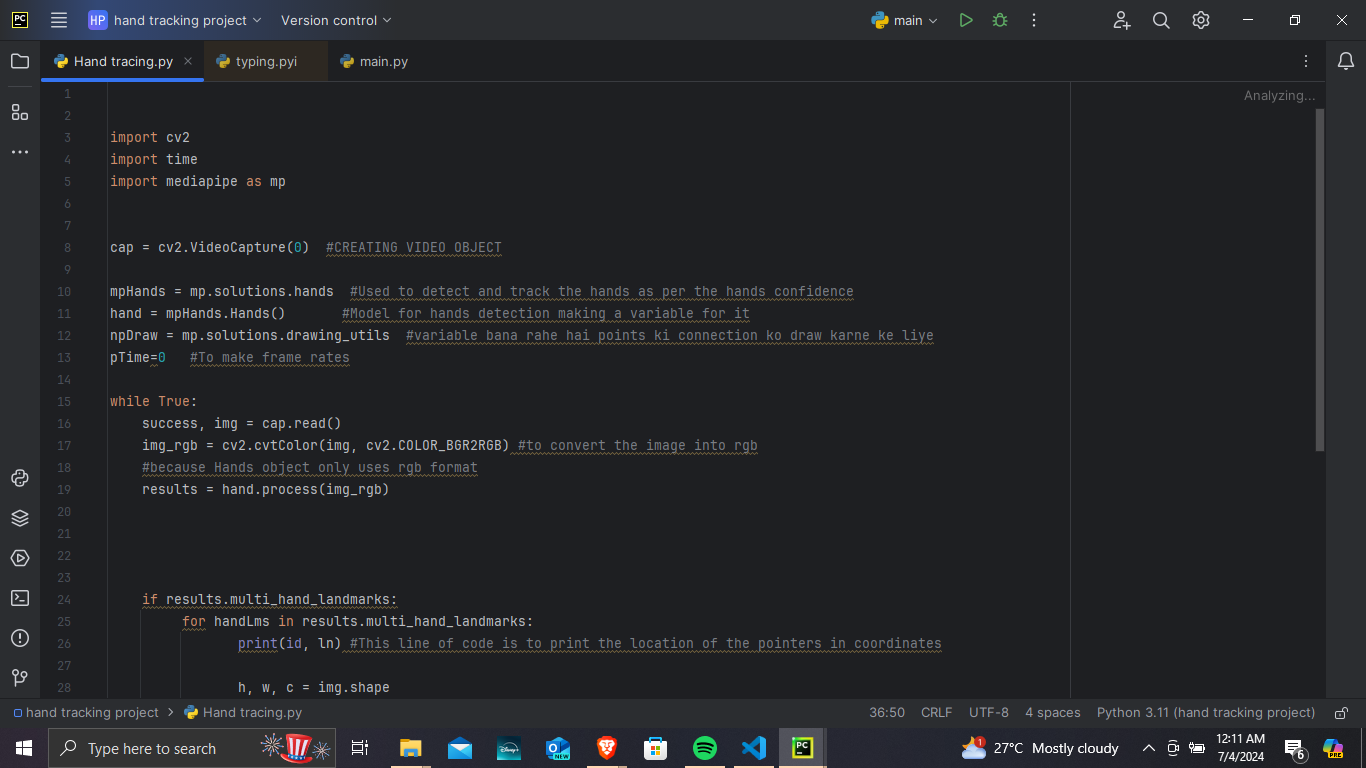 PC
HP hand tracking project
Version control
main
Hand tracing.py
typing.pyi
main.py
Analyzing...
1
2
3 import cv2
4 import time
5 import mediapipe as mp
6
7
8 cap = cv2.VideoCapture(0)  #CREATING VIDEO OBJECT
9
10 mpHands = mp.solutions.hands  #Used to detect and track the hands as per the hands confidence
11 hand = mpHands.Hands()       #Model for hands detection making a variable for it
12 npDraw = mp.solutions.drawing_utils  #variable bana rahe hai points ki connection ko draw karne ke liye
13 pTime=0   #To make frame rates
14
15 while True:
16     success, img = cap.read()
17     img_rgb = cv2.cvtColor(img, cv2.COLOR_BGR2RGB) #to convert the image into rgb
18     #because Hands object only uses rgb format
19     results = hand.process(img_rgb)
20
21
22
23
24     if results.multi_hand_landmarks:
25          for handLms in results.multi_hand_landmarks:
26                 print(id, ln) #This line of code is to print the location of the pointers in coordinates
27
28                 h, w, c = img.shape
hand tracking project > Hand tracing.py
36:50 CRLF UTF-8 4 spaces Python 3.11 (hand tracking project)
Type here to search
Disney+
NEW
PC
1
27°C Mostly cloudy
12:11 AM
7/4/2024
6
PRE